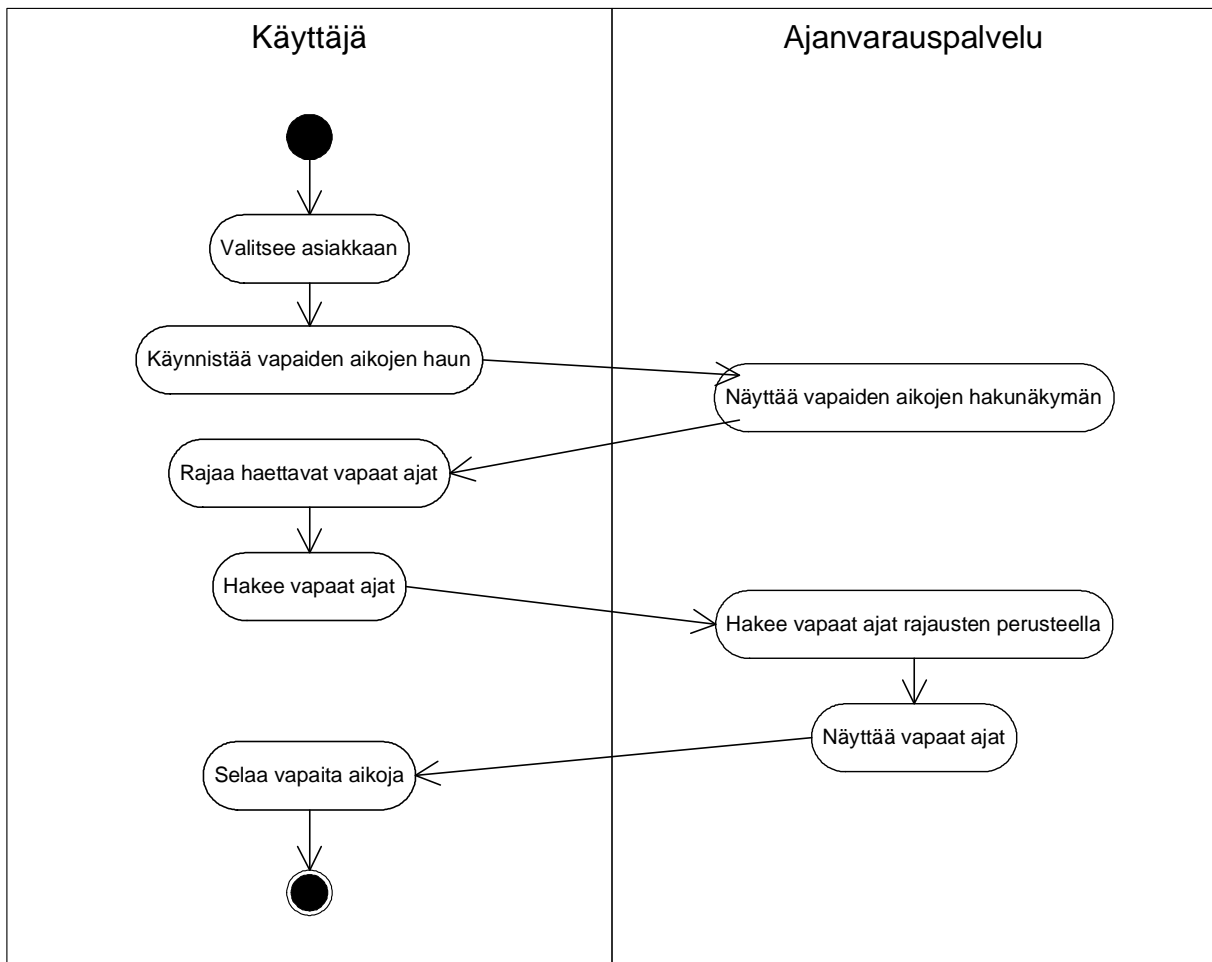 Käyttäjä
Ajanvarauspalvelu
Valitsee asiakkaan
Käynnistää vapaiden aikojen haun
Näyttää vapaiden aikojen hakunäkymän
Rajaa haettavat vapaat ajat
Hakee vapaat ajat
Hakee vapaat ajat rajausten perusteella
Näyttää vapaat ajat
Selaa vapaita aikoja